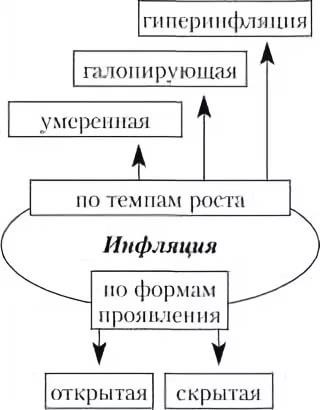 гиперинфляция
галопирующая
умеренная
по темпам роста
Инфляция
по формам
проявления
открытая
скрытая